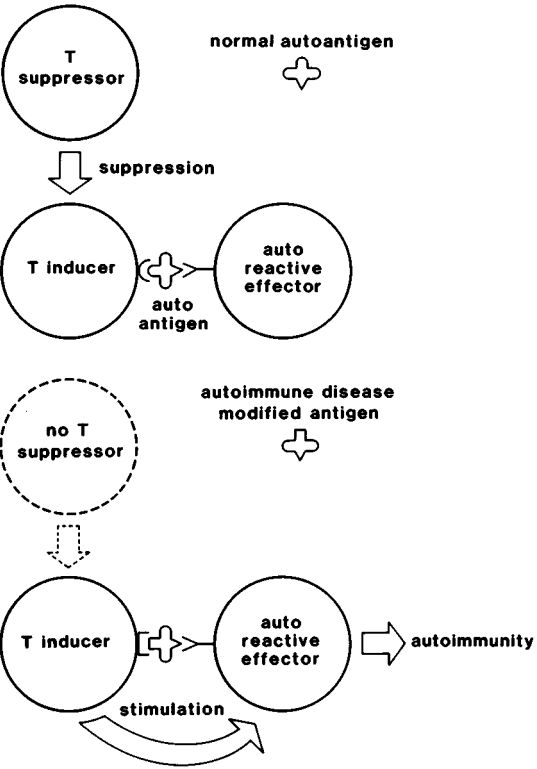 T
suppressor
normal autoantigen
suppression
T inducer
auto
antigen
auto
reactive
effector
no T
suppressor
autoimmune disease
modified antigen
T inducer
auto
reactive
effector
autoimmunity
stimulation